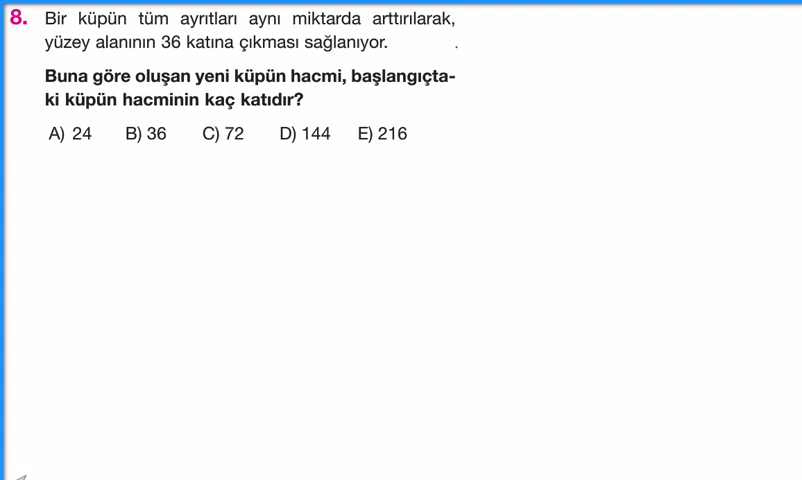 8. Bir küpün tüm ayrıtları aynı miktarda arttırılarak,
yüzey alanının 36 katına çıkması sağlanıyor.
Buna göre oluşan yeni küpün hacmi, başlangıçta-
ki küpün hacminin kaç katıdır?
A) 24 B) 36 C) 72 D) 144 E) 216